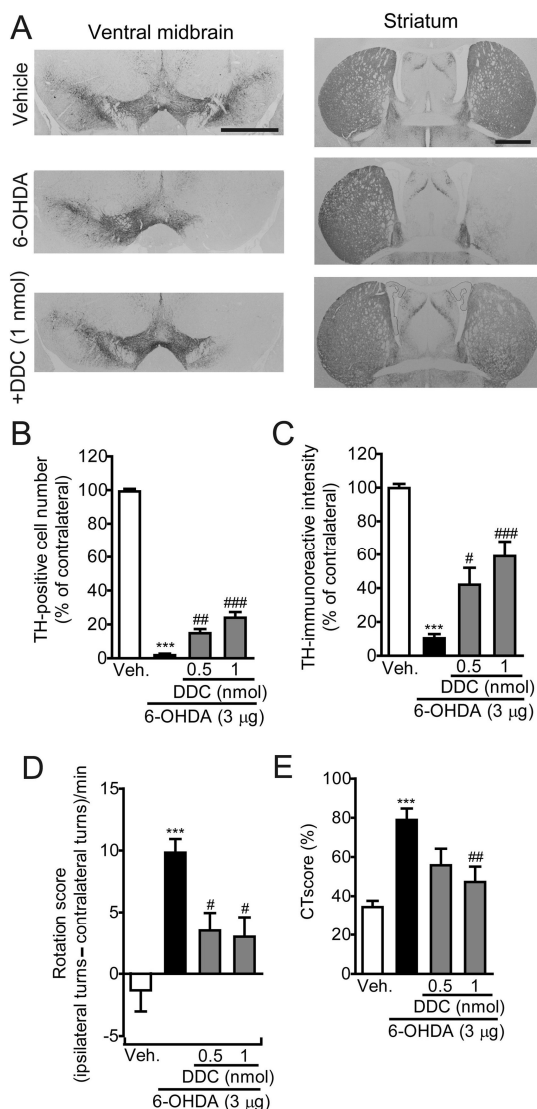 A
Ventral midbrain
Striatum
Vehicle
6-OHDA
+DDC (1 nmol)
B
TH-positive cell number
(% of contralateral)
120
100
80
60
40
20
0
***
##
###
Veh.
0.5
1
DDC (nmol)
6-OHDA (3 μg)
C
TH-immunoreactive intensity
(% of contralateral)
120
100
80
60
40
20
0
***
#
###
Veh.
0.5
1
DDC (nmol)
6-OHDA (3 μg)
D
Rotation score
(ipsilateral turns–contralateral turns)/min
15
10
5
0
-5
***
#
#
Veh.
0.5
1
DDC (nmol)
6-OHDA (3 μg)
E
CTscore (%)
100
80
60
40
20
0
***
##
Veh.
0.5
1
DDC (nmol)
6-OHDA (3 μg)